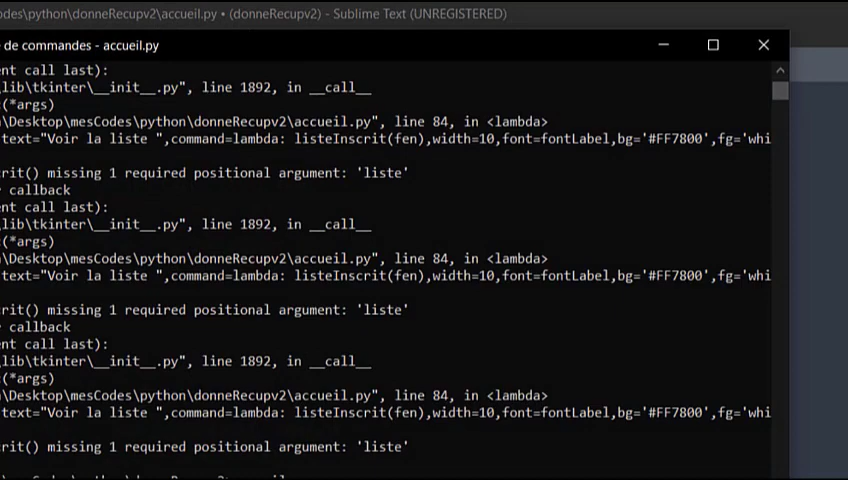 odes\python\donneRecupv2\accueil.py • (donneRecupv2) - Sublime Text (UNREGISTERED)
e de commandes - accueil.py
ent call last):
lib\tkinter\__init__.py", line 1892, in __call__
(*args)
\Desktop\mesCodes\python\donneRecupv2\accueil.py", line 84, in <lambda>
text="Voir la liste ",command=lambda: listeInscrit(fen),width=10,font=fontLabel,bg='#FF7800',fg='whi
rit() missing 1 required positional argument: 'liste'
callback
ent call last):
lib\tkinter\__init__.py", line 1892, in __call__
(*args)
\Desktop\mesCodes\python\donneRecupv2\accueil.py", line 84, in <lambda>
text="Voir la liste ",command=lambda: listeInscrit(fen),width=10,font=fontLabel,bg='#FF7800',fg='whi
rit() missing 1 required positional argument: 'liste'
callback
ent call last):
lib\tkinter\__init__.py", line 1892, in __call__
(*args)
\Desktop\mesCodes\python\donneRecupv2\accueil.py", line 84, in <lambda>
text="Voir la liste ",command=lambda: listeInscrit(fen),width=10,font=fontLabel,bg='#FF7800',fg='whi
rit() missing 1 required positional argument: 'liste'